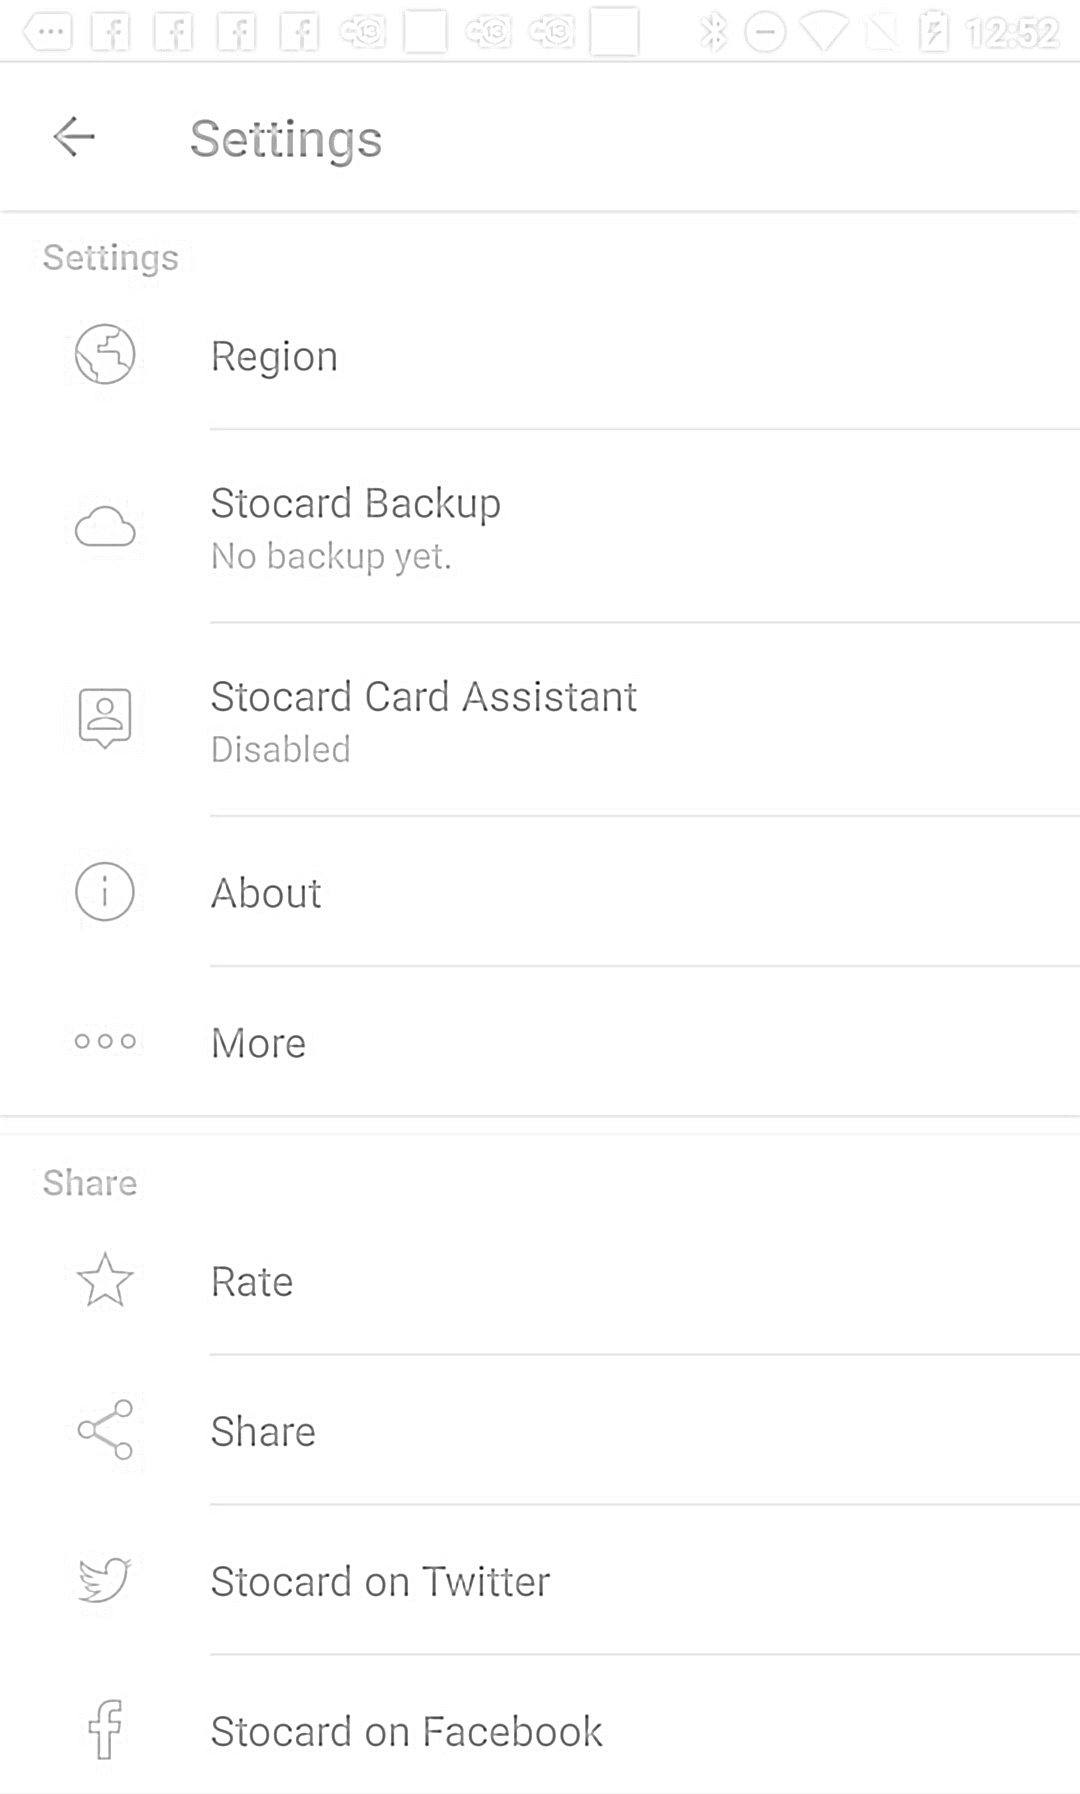 12:52
Settings
Settings
Region
Stocard Backup
No backup yet.
Stocard Card Assistant
Disabled
About
More
Share
Rate
Share
Stocard on Twitter
Stocard on Facebook